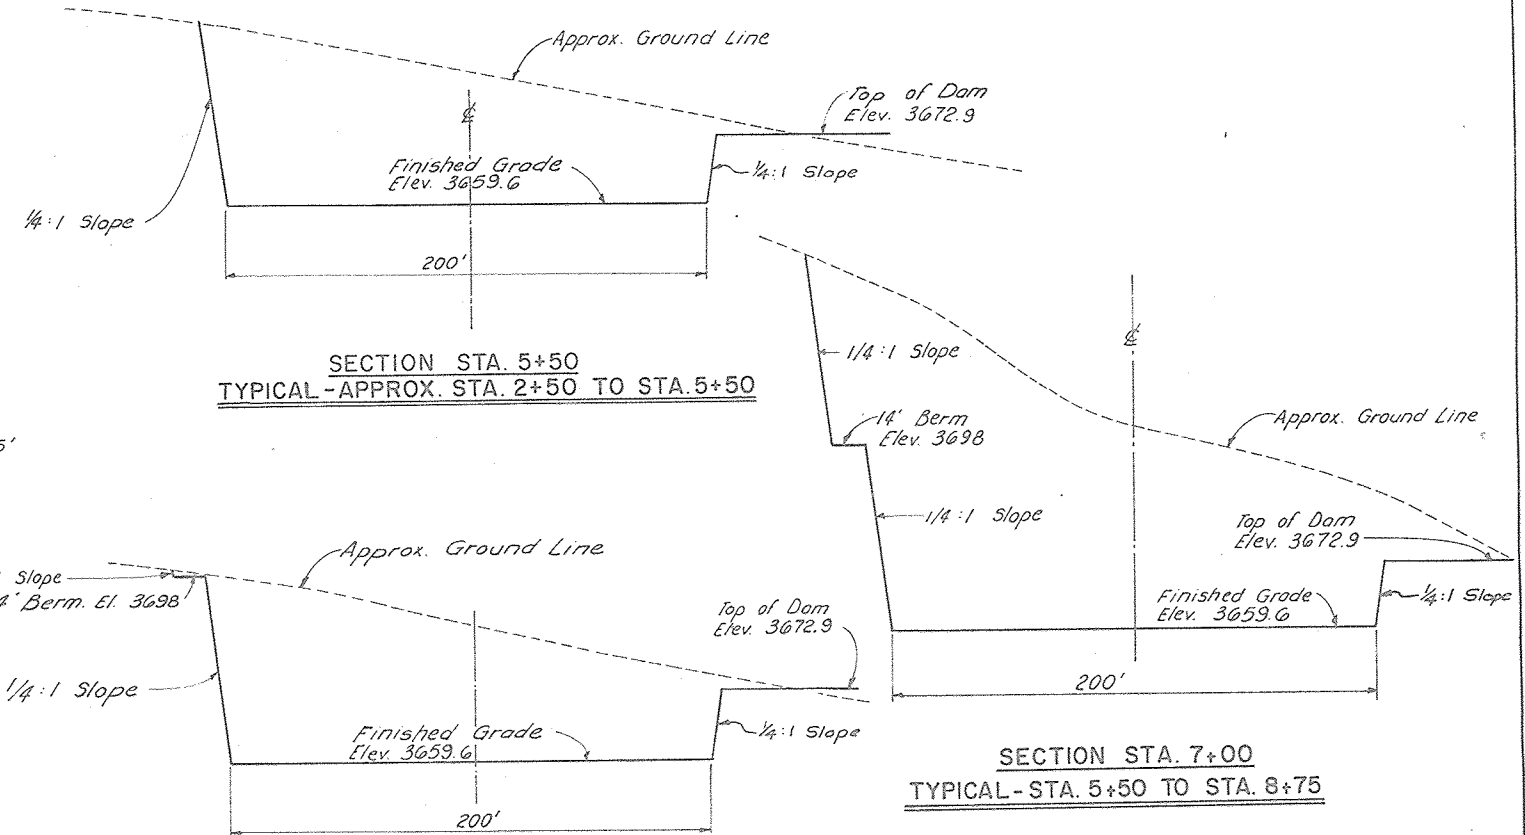 Approx. Ground Line
Top of Dam
Elev. 3672.9
℄
Finished Grade
Elev. 3659.6
1/4:1 Slope
1/4:1 Slope
200'
SECTION STA. 5+50
TYPICAL-APPROX. STA. 2+50 TO STA. 5+50
℄
1/4:1 Slope
14' Berm
Elev. 3698
Approx. Ground Line
1/4:1 Slope
Top of Dam
Elev. 3672.9
Finished Grade
Elev. 3659.6
1/4:1 Slope
200'
SECTION STA. 7+00
TYPICAL-STA. 5+50 TO STA. 8+75
5'
Approx. Ground Line
Slope
4' Berm. El. 3698
Top of Dam
Elev. 3672.9
1/4:1 Slope
Finished Grade
Elev. 3659.6
1/4:1 Slope
200'